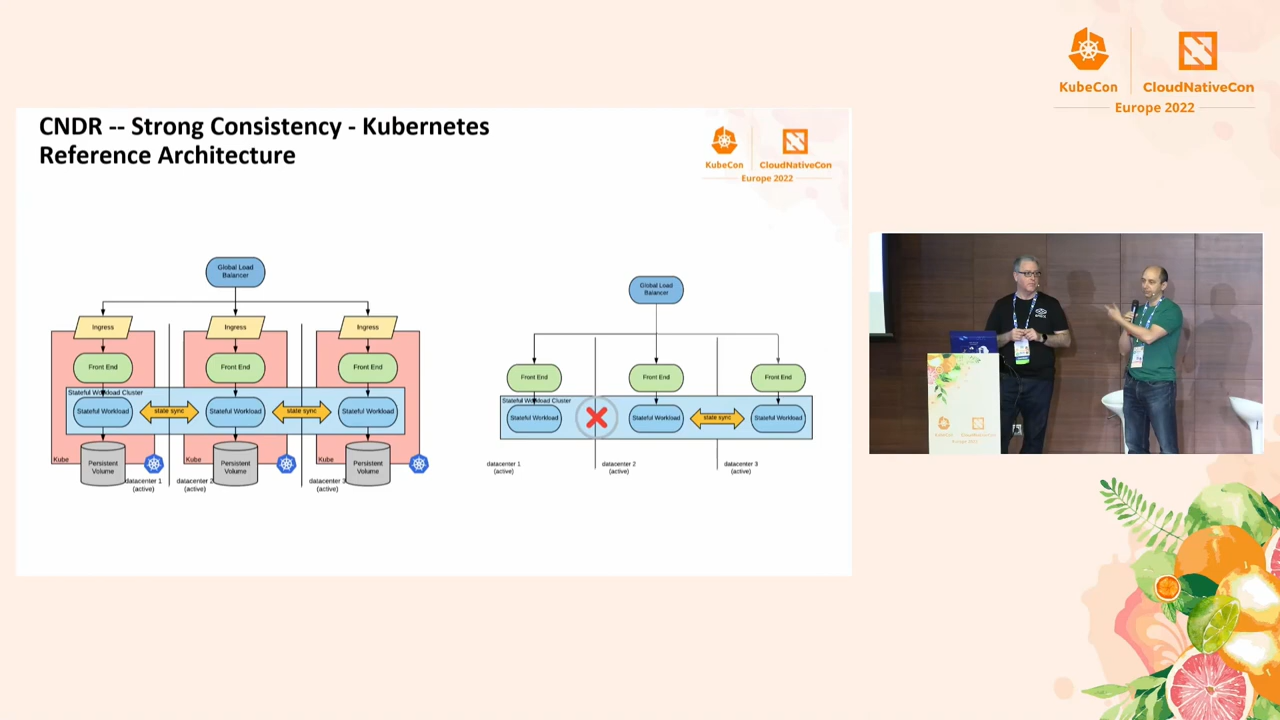 KubeCon
CloudNativeCon
Europe 2022
CNDR -- Strong Consistency - Kubernetes
Reference Architecture
KubeCon
CloudNativeCon
Europe 2022
Global Load
Balancer
Ingress
Ingress
Ingress
Front End
Front End
Front End
Stateful Workload Cluster
Stateful Workload
state sync
Stateful Workload
state sync
Stateful Workload
Kube
Persistent
Volume
Kube
Persistent
Volume
Kube
Persistent
Volume
datacenter 1
(active)
datacenter 2
(active)
datacenter 3
(active)
Global Load
Balancer
Front End
Front End
Front End
Stateful Workload Cluster
Stateful Workload
Stateful Workload
state sync
Stateful Workload
datacenter 1
(active)
datacenter 2
(active)
datacenter 3
(active)